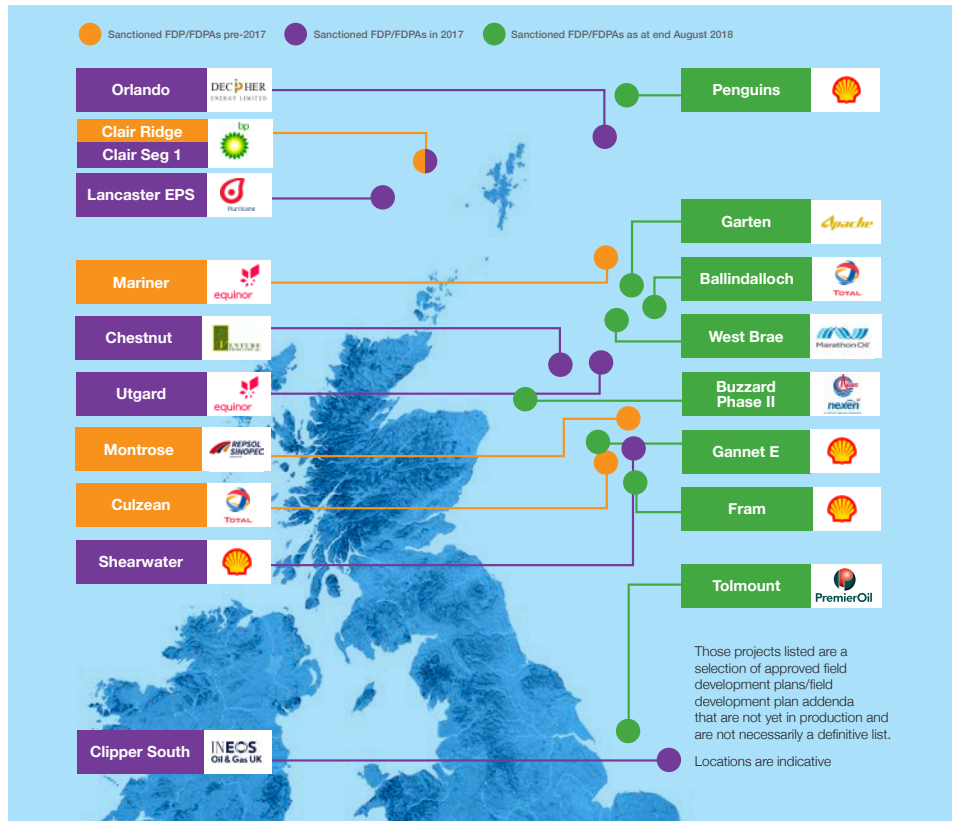 Sanctioned FDP/FDPAs pre-2017
Sanctioned FDP/FDPAs in 2017
Sanctioned FDP/FDPAs as at end August 2018
Orlando
DECIPHER
ENERGY LIMITED
Clair Ridge
Clair Seg 1
bp
Lancaster EPS
Hurricane
Mariner
equinor
Chestnut
VENTURE
Utgard
equinor
Montrose
REPSOL
SINOPEC
Culzean
TOTAL
Shearwater
Clipper South
INEOS
Oil & Gas UK
Penguins
Garten
Apache
Ballindalloch
TOTAL
West Brae
Marathon Oil
Buzzard
Phase II
nexen
Gannet E
Fram
Tolmount
PremierOil
Those projects listed are a
selection of approved field
development plans/field
development plan addenda
that are not yet in production and
are not necessarily a definitive list.
Locations are indicative